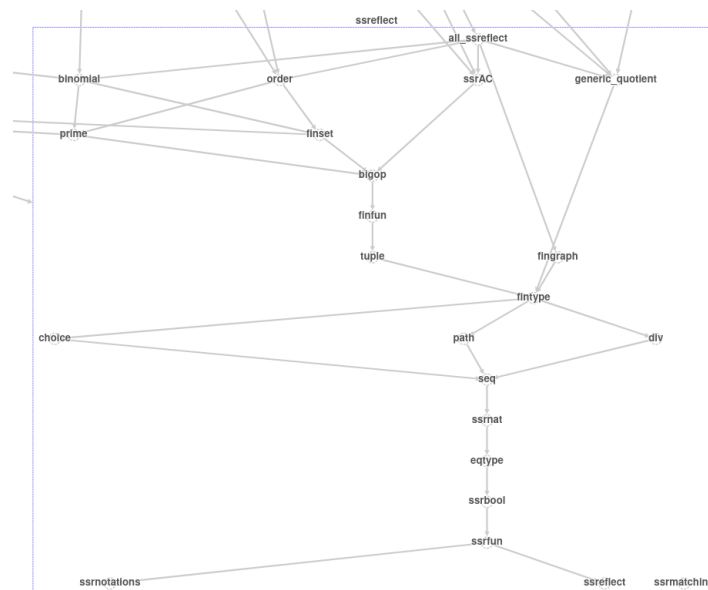 ssreflect
all_ssreflect
binomial order ssrAC generic_quotient
prime finset
bigop
finfun
tuple fingraph
fintype
choice path div
seq
ssrnat
eqtype
ssrbool
ssrfun
ssrnotations ssreflect ssrmatchin